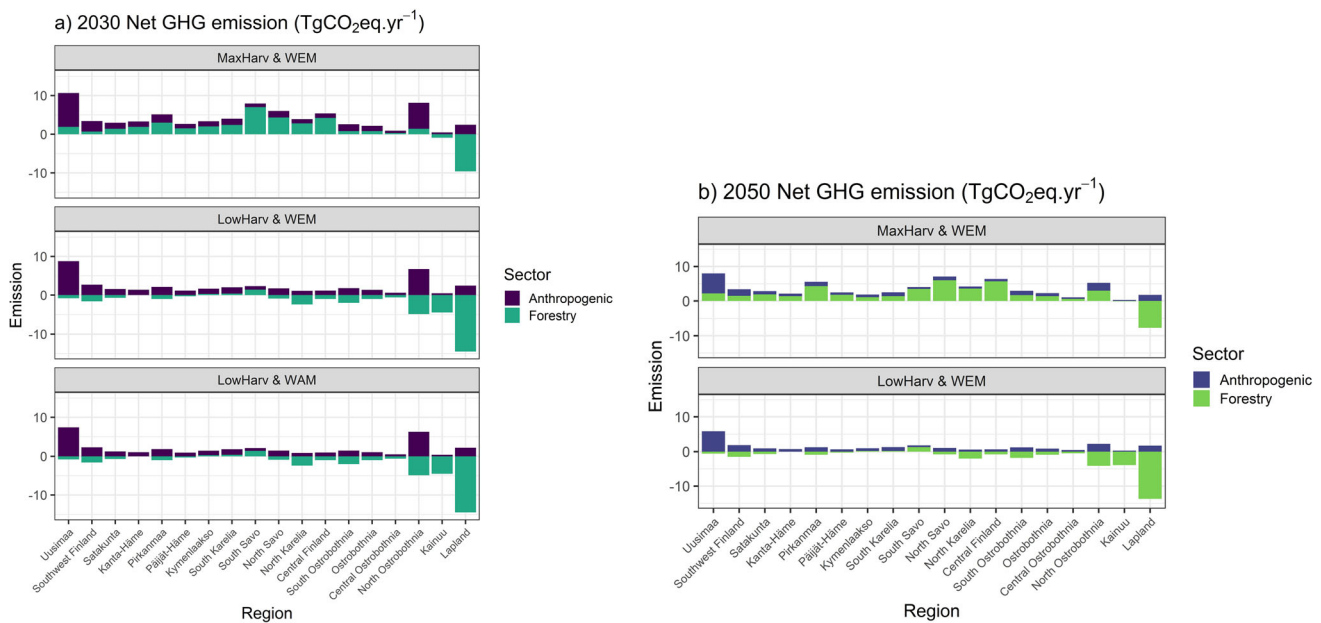 a) 2030 Net GHG emission (TgCO₂eq.yr⁻¹)
MaxHarv & WEM
10
0
-10
LowHarv & WEM
10
0
-10
LowHarv & WAM
10
0
-10
Emission
Uusimaa
Southwest Finland
Satakunta
Kanta-Häme
Pirkanmaa
Päijät-Häme
Kymenlaakso
South Karelia
South Savo
North Savo
North Karelia
Central Finland
South Ostrobothnia
Ostrobothnia
Central Ostrobothnia
North Ostrobothnia
Kainuu
Lapland
Region
Sector
Anthropogenic
Forestry
b) 2050 Net GHG emission (TgCO₂eq.yr⁻¹)
MaxHarv & WEM
10
0
-10
LowHarv & WEM
10
0
-10
Emission
Uusimaa
Southwest Finland
Satakunta
Kanta-Häme
Pirkanmaa
Päijät-Häme
Kymenlaakso
South Karelia
South Savo
North Savo
North Karelia
Central Finland
South Ostrobothnia
Ostrobothnia
Central Ostrobothnia
North Ostrobothnia
Kainuu
Lapland
Region
Sector
Anthropogenic
Forestry